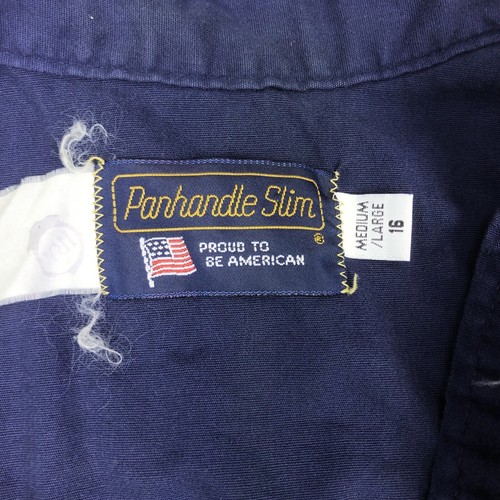 Panhandle Slim
®
PROUD TO
BE AMERICAN
MEDIUM
/LARGE
16